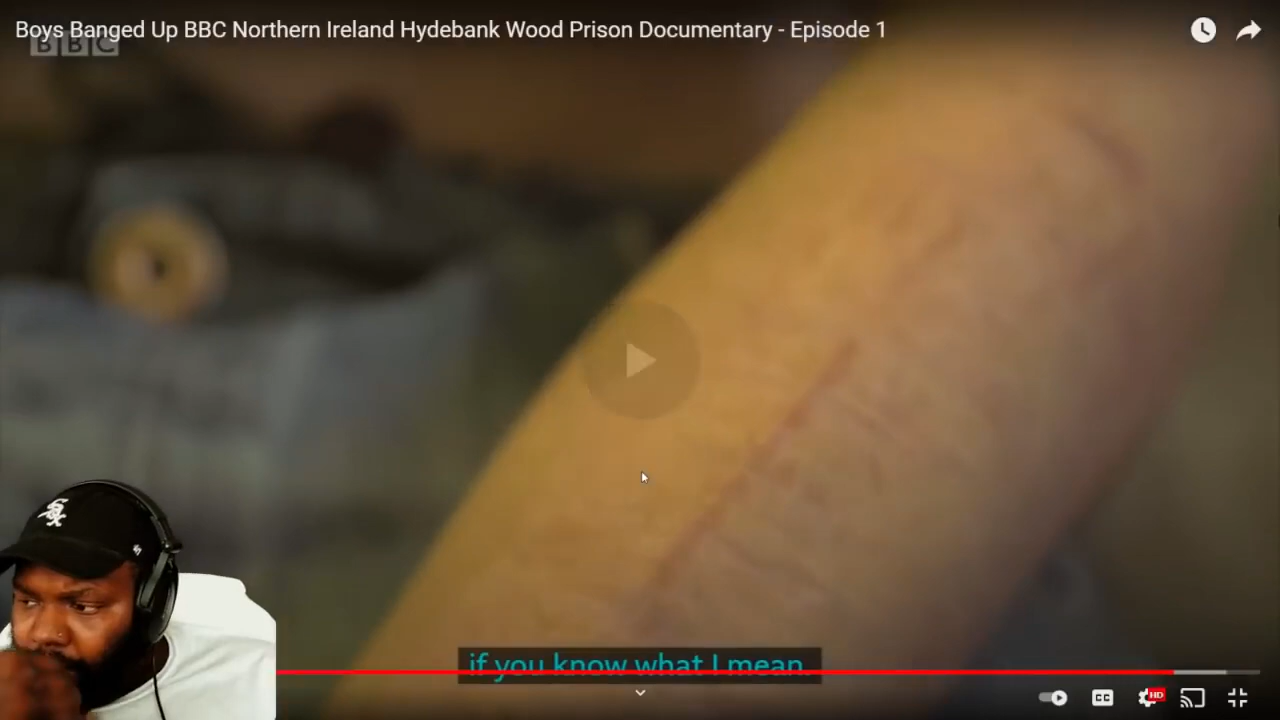 Boys Banged Up BBC Northern Ireland Hydebank Wood Prison Documentary - Episode 1
BBC
if you know what I mean.
CC
HD